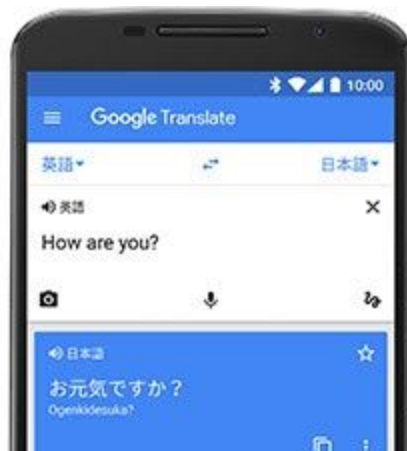 10:00
Google Translate
英語 日本語
英語
How are you?
日本語
お元気ですか？
Ogenkidesuka?